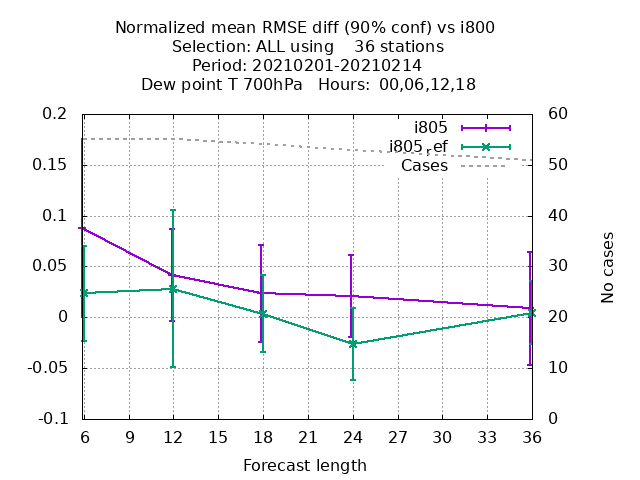 Normalized mean RMSE diff (90% conf) vs i800
Selection: ALL using 36 stations
Period: 20210201-20210214
Dew point T 700hPa Hours: 00,06,12,18
i805
i805_ef
Cases
0.2
0.15
0.1
0.05
0
-0.05
-0.1
60
50
40
30
20
10
0
No cases
6 9 12 15 18 21 24 27 30 33 36
Forecast length